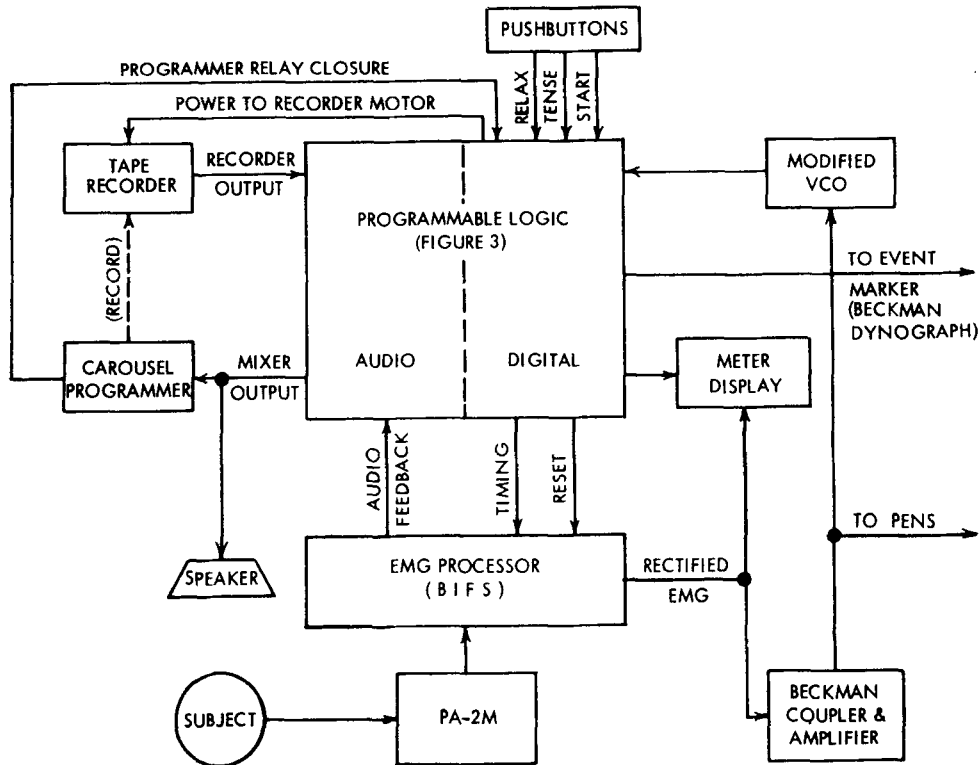 PUSHBUTTONS
PROGRAMMER RELAY CLOSURE
POWER TO RECORDER MOTOR
RELAX
TENSE
START
TAPE
RECORDER
RECORDER
OUTPUT
MODIFIED
VCO
PROGRAMMABLE LOGIC
(FIGURE 3)
(RECORD)
TO EVENT
MARKER
(BECKMAN
DYNOGRAPH)
CAROUSEL
PROGRAMMER
MIXER
OUTPUT
AUDIO
DIGITAL
METER
DISPLAY
AUDIO
FEEDBACK
TIMING
RESET
TO PENS
SPEAKER
EMG PROCESSOR
(BIFS)
RECTIFIED
EMG
SUBJECT
PA-2M
BECKMAN
COUPLER &
AMPLIFIER